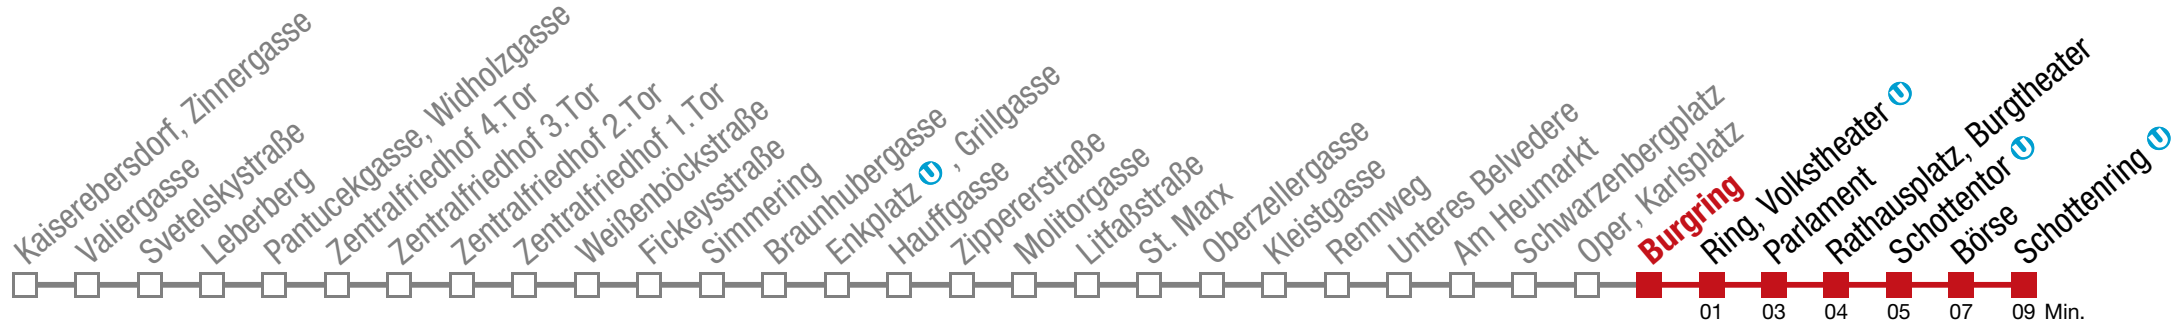 Kaiserebersdorf, Zinnergasse
Valiergasse
Svetelskystraße
Leberberg
Pantucekgasse, Widholzgasse
Zentralfriedhof 4.Tor
Zentralfriedhof 3.Tor
Zentralfriedhof 2.Tor
Zentralfriedhof 1.Tor
Weißenböckstraße
Fickeysstraße
Simmering
Braunhubergasse
Enkplatz U , Grillgasse
Hauffgasse
Zippererstraße
Molitorgasse
Litfaßstraße
St. Marx
Oberzellergasse
Kleistgasse
Rennweg
Unteres Belvedere
Am Heumarkt
Schwarzenbergplatz
Oper, Karlsplatz
Burgring
Ring, Volkstheater U
Parlament
Rathausplatz, Burgtheater
Schottentor U
Börse
Schottenring U
01 03 04 05 07 09 Min.